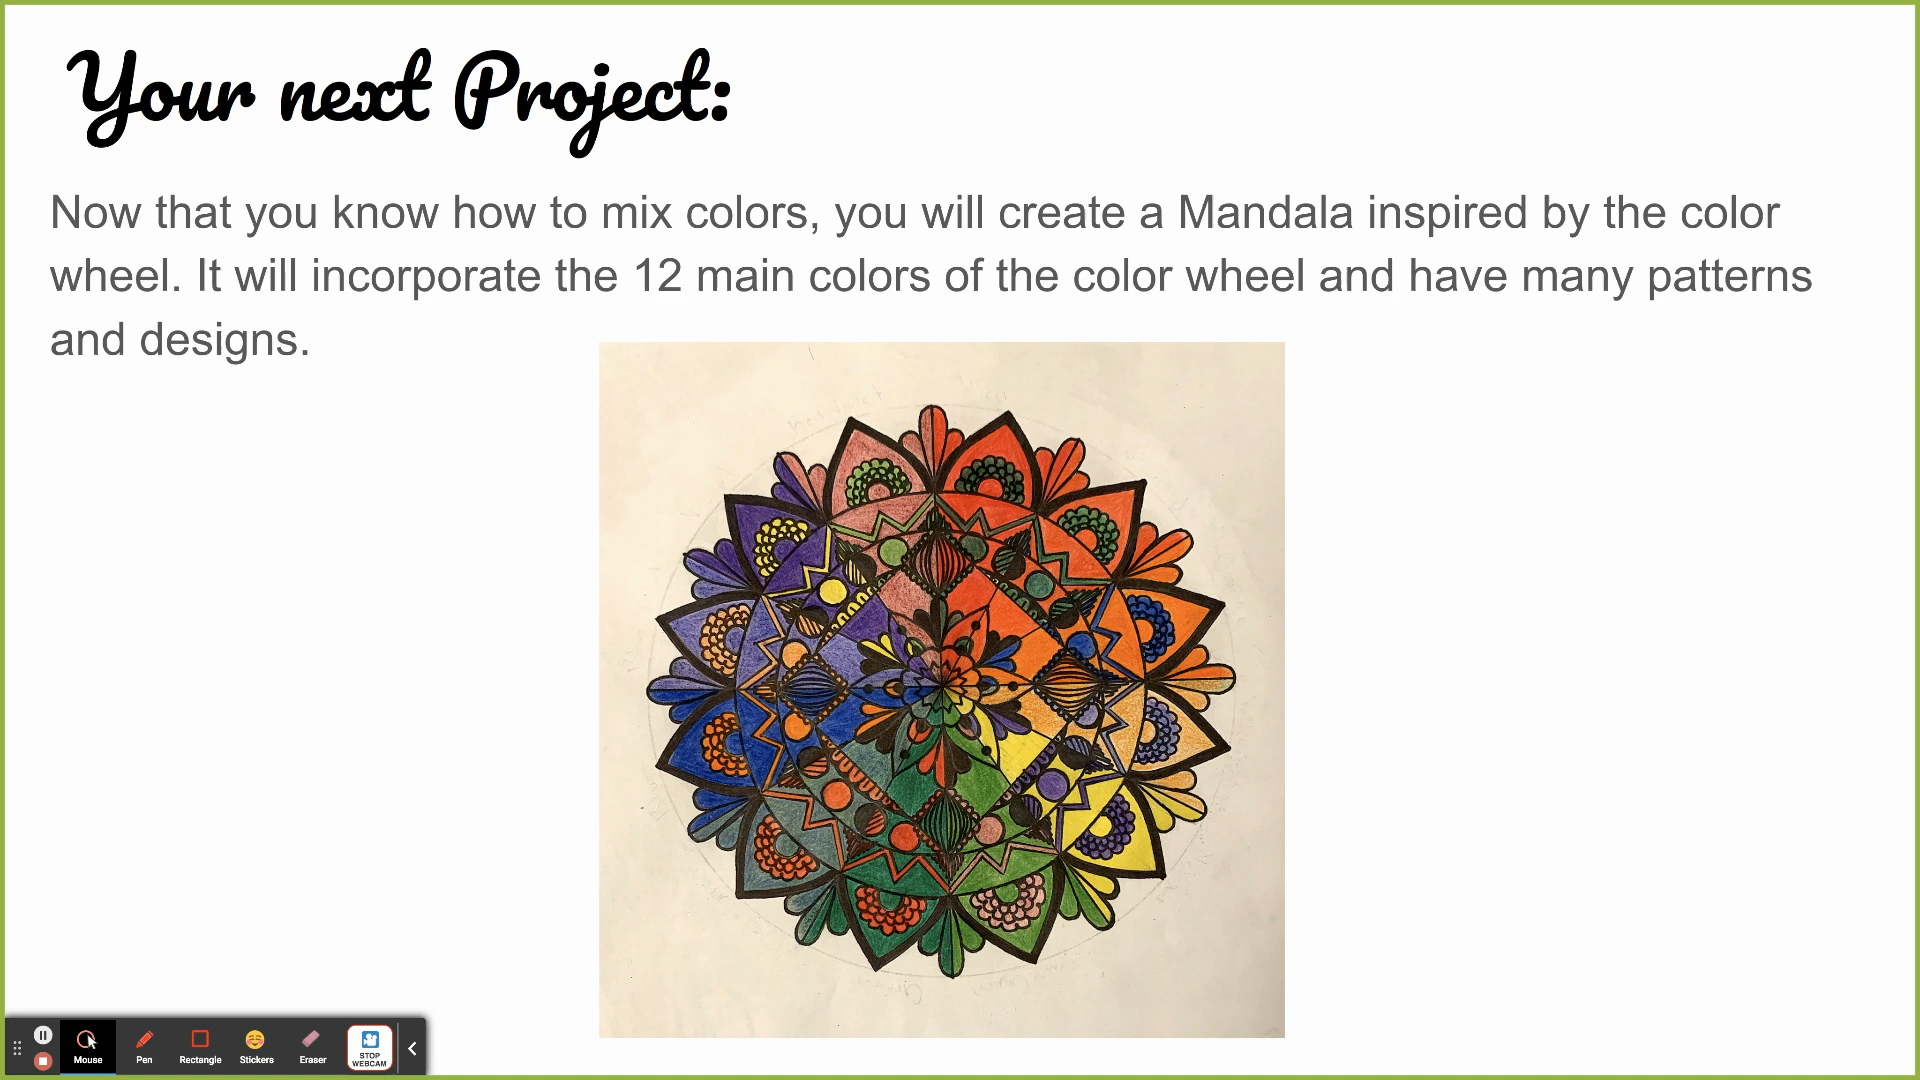 Your next Project:
Now that you know how to mix colors, you will create a Mandala inspired by the color
wheel. It will incorporate the 12 main colors of the color wheel and have many patterns
and designs.
Mouse
Pen
Rectangle
Stickers
Eraser
STOP
WEBCAM